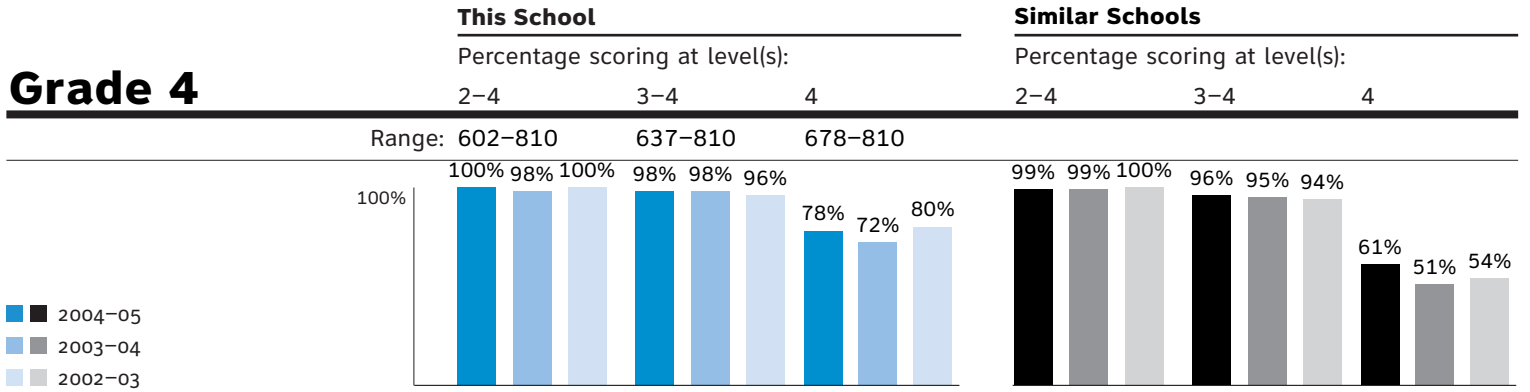 This School
Similar Schools
Percentage scoring at level(s):
Percentage scoring at level(s):
Grade 4
2–4 3–4 4
2–4 3–4 4
Range: 602–810 637–810 678–810
100% 98% 100% 98% 98% 96% 78% 72% 80%
99% 99% 100% 96% 95% 94% 61% 51% 54%
100%
2004–05
2003–04
2002–03